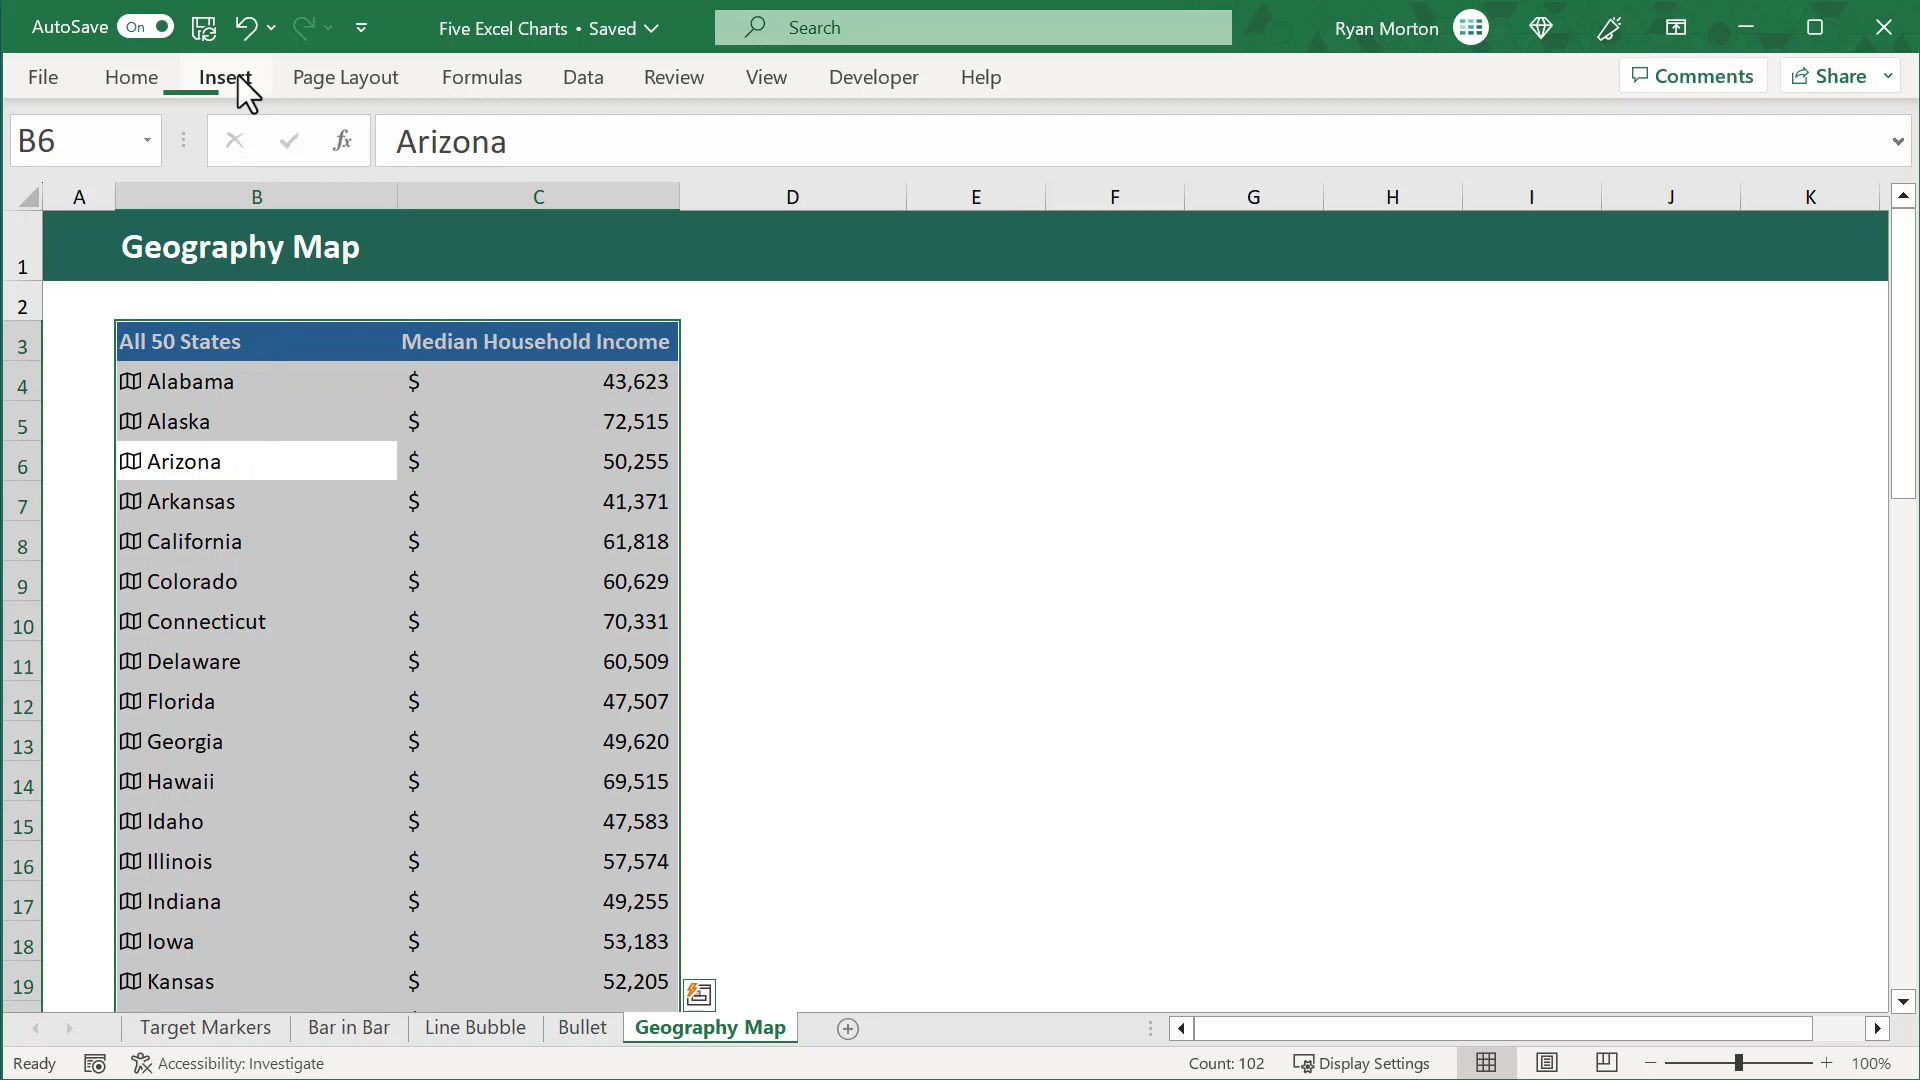 AutoSave On Five Excel Charts • Saved Search Ryan Morton
File Home Insert Page Layout Formulas Data Review View Developer Help Comments Share
B6 fx Arizona
A B C D E F G H I J K
1 Geography Map
2
3 All 50 States Median Household Income
4 Alabama $ 43,623
5 Alaska $ 72,515
6 Arizona $ 50,255
7 Arkansas $ 41,371
8 California $ 61,818
9 Colorado $ 60,629
10 Connecticut $ 70,331
11 Delaware $ 60,509
12 Florida $ 47,507
13 Georgia $ 49,620
14 Hawaii $ 69,515
15 Idaho $ 47,583
16 Illinois $ 57,574
17 Indiana $ 49,255
18 Iowa $ 53,183
19 Kansas $ 52,205
Target Markers Bar in Bar Line Bubble Bullet Geography Map
Ready Accessibility: Investigate Count: 102 Display Settings 100%